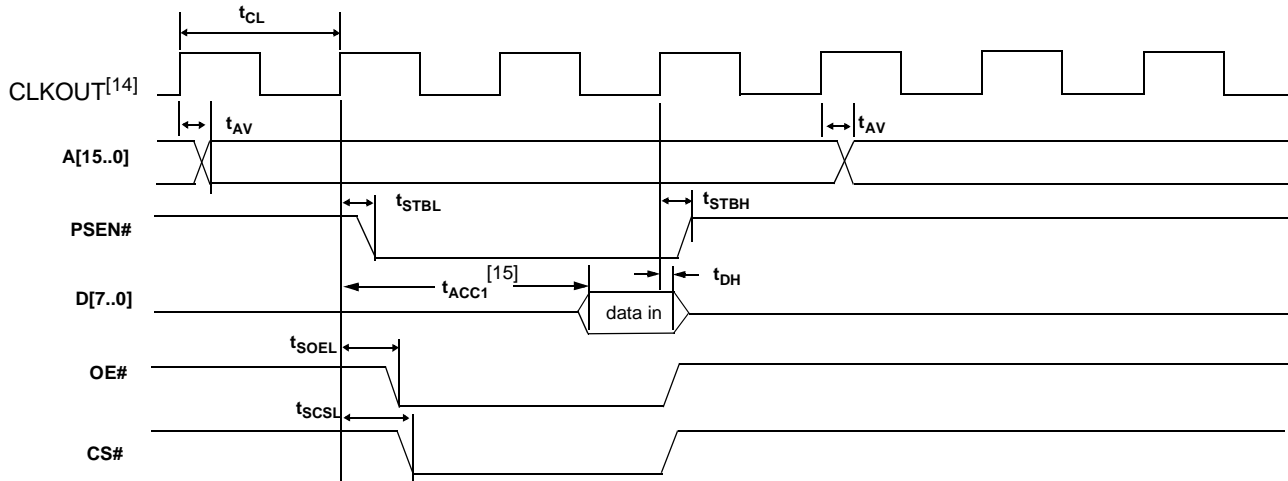 tCL
CLKOUT[14]
tAV
tAV
A[15..0]
tSTBL
tSTBH
PSEN#
[15]
tDH
tACC1
D[7..0]
data in
tSOEL
OE#
tSCSL
CS#